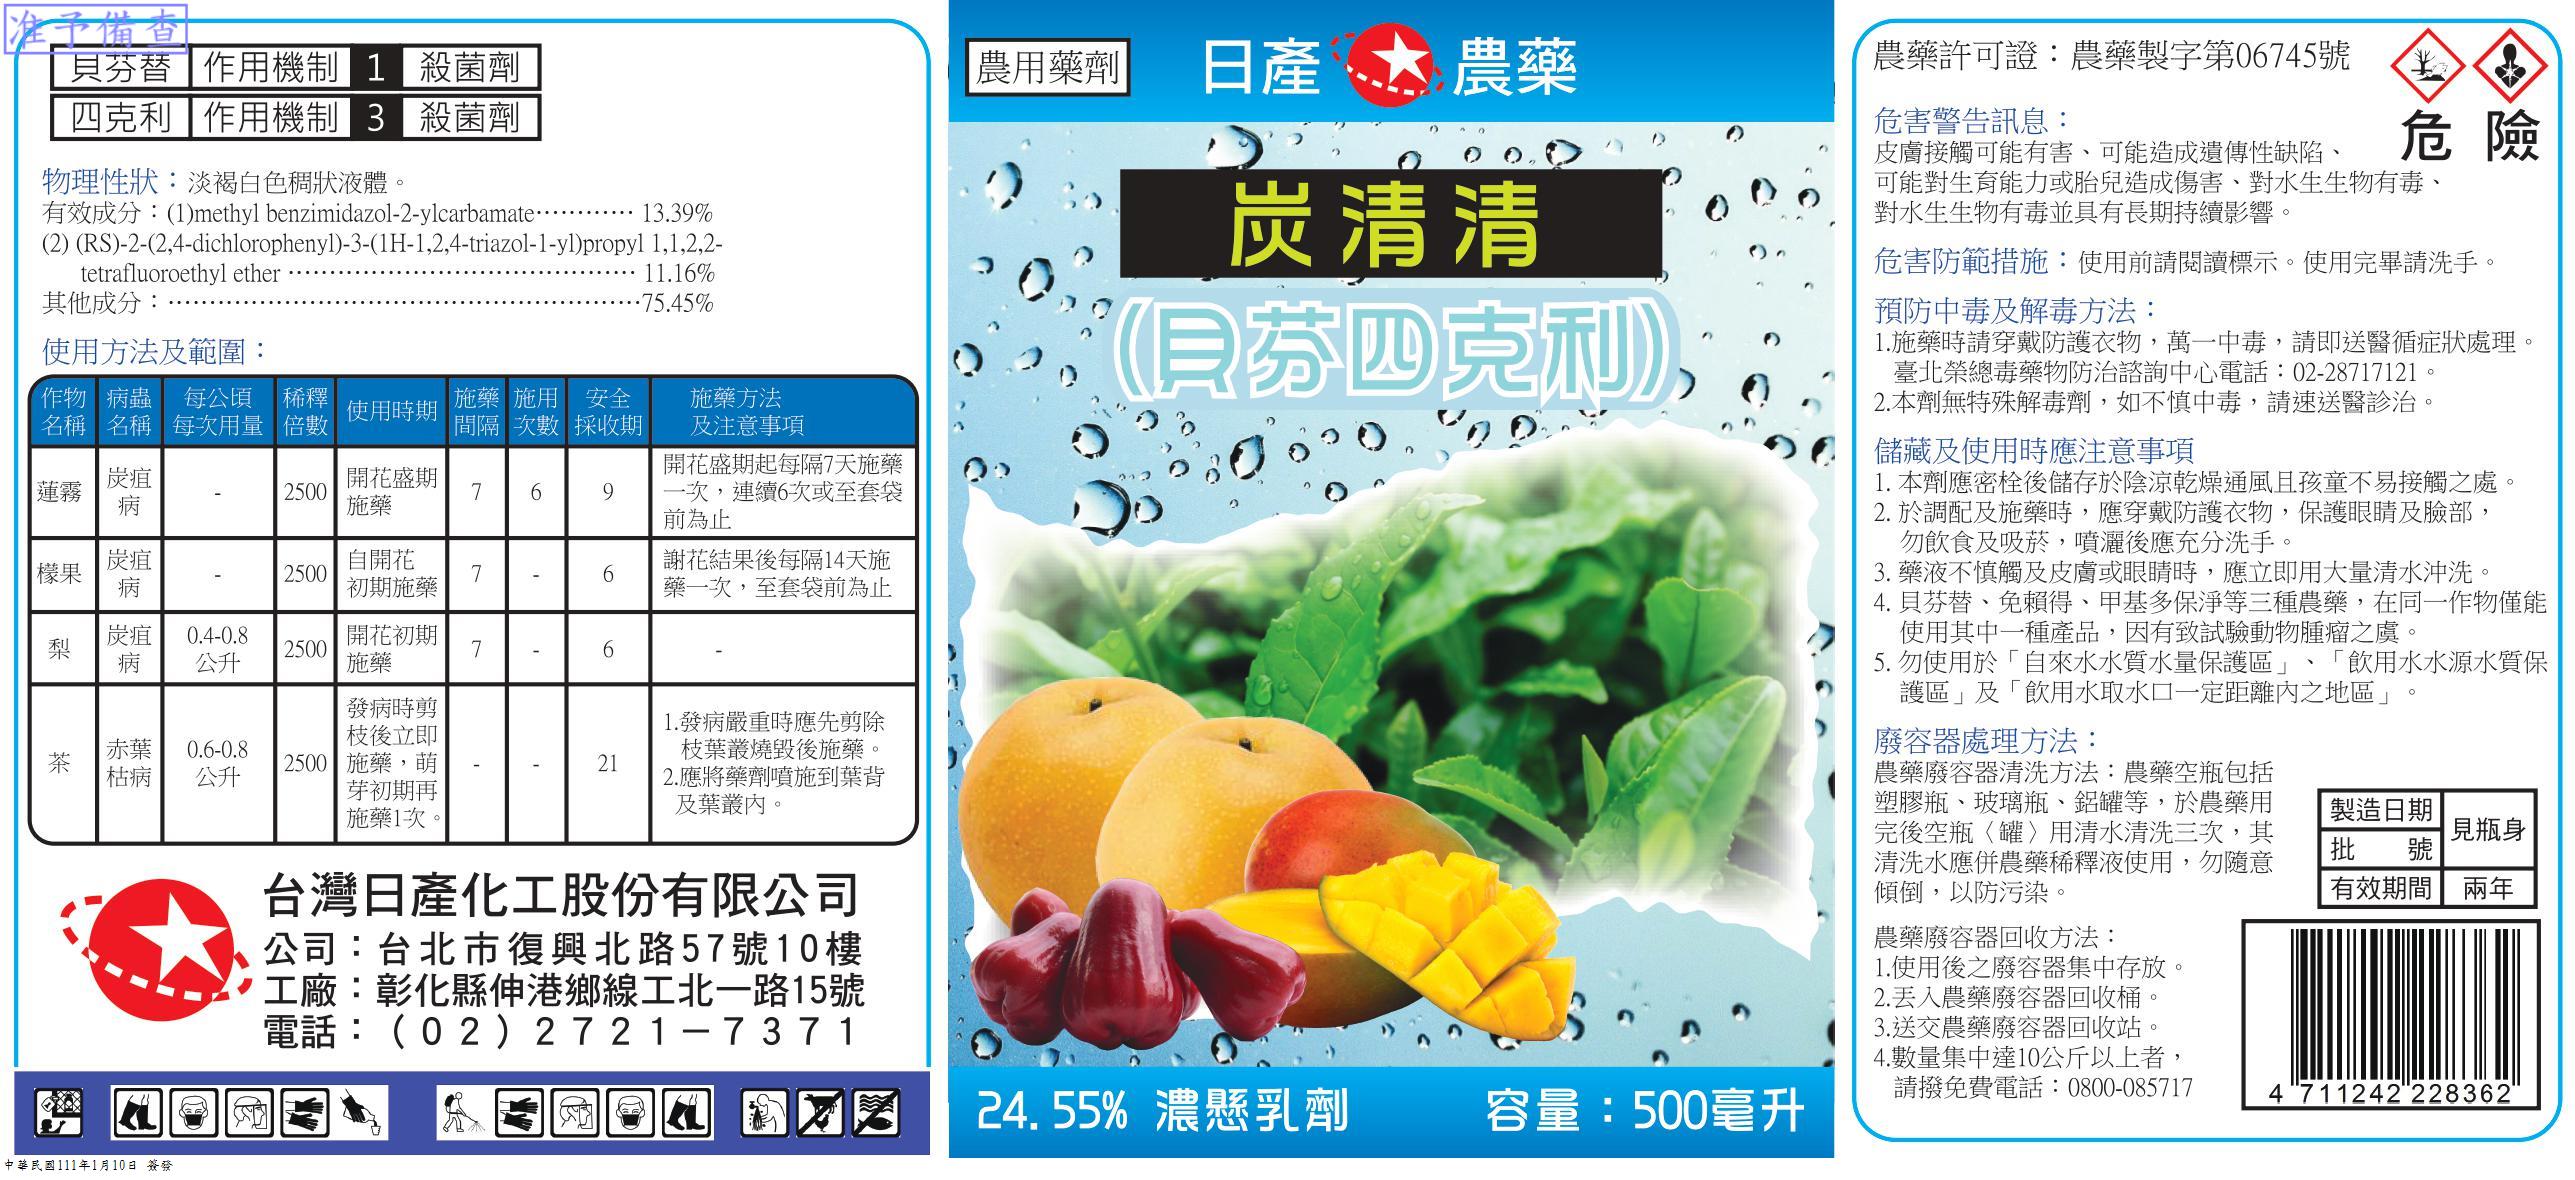 准予備查
貝芬替 作用機制 1 殺菌劑
四克利 作用機制 3 殺菌劑
物理性狀：淡褐白色稠狀液體。
有效成分：(1)methyl benzimidazol-2-ylcarbamate………… 13.39%
(2) (RS)-2-(2,4-dichlorophenyl)-3-(1H-1,2,4-triazol-1-yl)propyl 1,1,2,2-
tetrafluoroethyl ether …………………………………… 11.16%
其他成分：…………………………………………………75.45%
使用方法及範圍：
作物名稱 病蟲名稱 每公頃每次用量 稀釋倍數 使用時期 施藥間隔 施用次數 安全採收期 施藥方法及注意事項
蓮霧 炭疽病 - 2500 開花盛期施藥 7 6 9 開花盛期起每隔7天施藥一次，連續6次或至套袋前為止
檬果 炭疽病 - 2500 自開花初期施藥 7 - 6 謝花結果後每隔14天施藥一次，至套袋前為止
梨 炭疽病 0.4-0.8公升 2500 開花初期施藥 7 - 6 -
茶 赤葉枯病 0.6-0.8公升 2500 發病時剪枝後立即施藥，萌芽初期再施藥1次。 - - 21 1.發病嚴重時應先剪除枝葉叢燒毀後施藥。2.應將藥劑噴施到葉背及葉叢內。
台灣日產化工股份有限公司
公司：台北市復興北路57號10樓
工廠：彰化縣伸港鄉線工北一路15號
電話：(02)2721－7371
中華民國111年1月10日 簽發
農用藥劑
日產 農藥
炭清清
(貝芬四克利)
24.55% 濃懸乳劑 容量：500毫升
農藥許可證：農藥製字第06745號
危險
危害警告訊息：
皮膚接觸可能有害、可能造成遺傳性缺陷、
可能對生育能力或胎兒造成傷害、對水生生物有毒、
對水生生物有毒並具有長期持續影響。
危害防範措施：使用前請閱讀標示。使用完畢請洗手。
預防中毒及解毒方法：
1.施藥時請穿戴防護衣物，萬一中毒，請即送醫循症狀處理。
臺北榮總毒藥物防治諮詢中心電話：02-28717121。
2.本劑無特殊解毒劑，如不慎中毒，請速送醫診治。
儲藏及使用時應注意事項
1. 本劑應密栓後儲存於陰涼乾燥通風且孩童不易接觸之處。
2. 於調配及施藥時，應穿戴防護衣物，保護眼睛及臉部，
勿飲食及吸菸，噴灑後應充分洗手。
3. 藥液不慎觸及皮膚或眼睛時，應立即用大量清水沖洗。
4. 貝芬替、免賴得、甲基多保淨等三種農藥，在同一作物僅能
使用其中一種產品，因有致試驗動物腫瘤之虞。
5. 勿使用於「自來水水質水量保護區」、「飲用水水源水質保
護區」及「飲用水取水口一定距離內之地區」。
廢容器處理方法：
農藥廢容器清洗方法：農藥空瓶包括
塑膠瓶、玻璃瓶、鋁罐等，於農藥用
完後空瓶〈罐〉用清水清洗三次，其
清洗水應併農藥稀釋液使用，勿隨意
傾倒，以防污染。
製造日期 見瓶身
批號
有效期間 兩年
農藥廢容器回收方法：
1.使用後之廢容器集中存放。
2.丟入農藥廢容器回收桶。
3.送交農藥廢容器回收站。
4.數量集中達10公斤以上者，
請撥免費電話：0800-085717
4 711242 228362